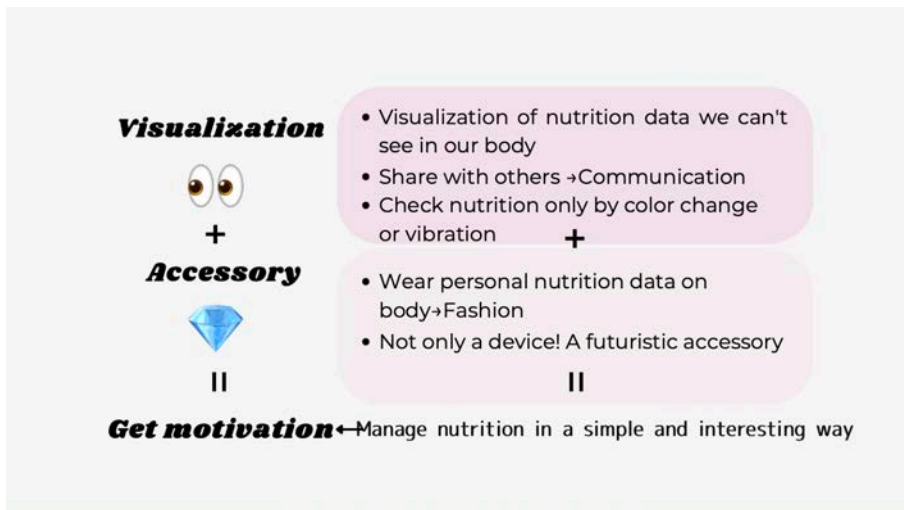 Visualization
• Visualization of nutrition data we can't
see in our body
• Share with others →Communication
• Check nutrition only by color change
or vibration
+
+
Accessory
• Wear personal nutrition data on
body→Fashion
• Not only a device! A futuristic accessory
=
=
Get motivation←Manage nutrition in a simple and interesting way